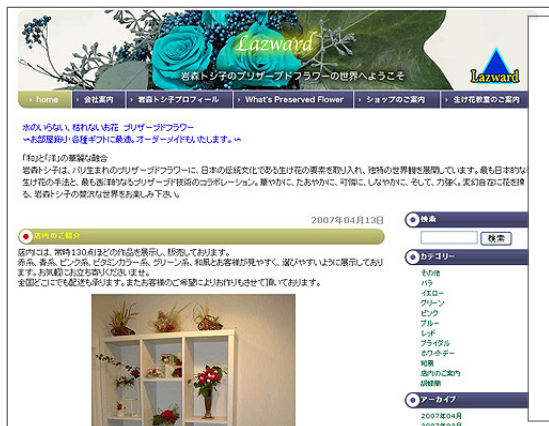 Lazward
岩森トシ子のプリザーブドフラワーの世界へようこそ
Lazward
home
会社案内
岩森トシ子プロフィール
What's Preserved Flower
ショップのご案内
生け花教室のご案内
水のいらない、枯れないお花 プリザーブドフラワー
～お部屋飾り・各種ギフトに最適。オーダーメイドもいたします。～
「和」と「洋」の華麗な融合
岩森トシ子は、パリ生まれのプリザーブドフラワーに、日本の伝統文化である生け花の要素を取り入れ、独特の世界観を展開しています。最も日本的な
生け花の手法と、最も西洋的なプリザーブド技術のコラボレーション。華やかに、たおやかに、可憐に、しなやかに、そして、力強く。変幻自在に花を操
る、岩森トシ子の贅沢な世界をお楽しみ下さい。
2007年04月13日
店内のご紹介
店内には、常時130点ほどの作品を展示し、販売しております。
赤系、青系、ピンク系、ビタミンカラー系、グリーン系、和風とお客様が見やすく、選びやすいように展示しており
ます。お気軽にお立ち寄りくださいませ。
全国どこにでも配送も承ります。またお客様のご希望によりお作りもさせて頂いております。
検索
検索
カテゴリー
その他
バラ
イエロー
グリーン
ピンク
ブルー
レッド
ブライダル
ホワイトデー
和風
店内のご案内
胡蝶蘭
アーカイブ
2007年04月